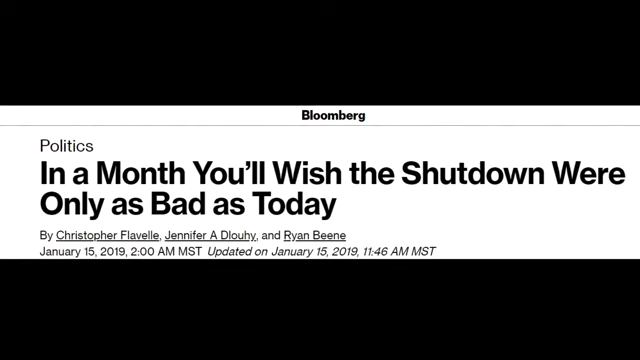 Bloomberg
Politics
In a Month You'll Wish the Shutdown Were
Only as Bad as Today
By Christopher Flavelle, Jennifer A Dlouhy, and Ryan Beene
January 15, 2019, 2:00 AM MST Updated on January 15, 2019, 11:46 AM MST